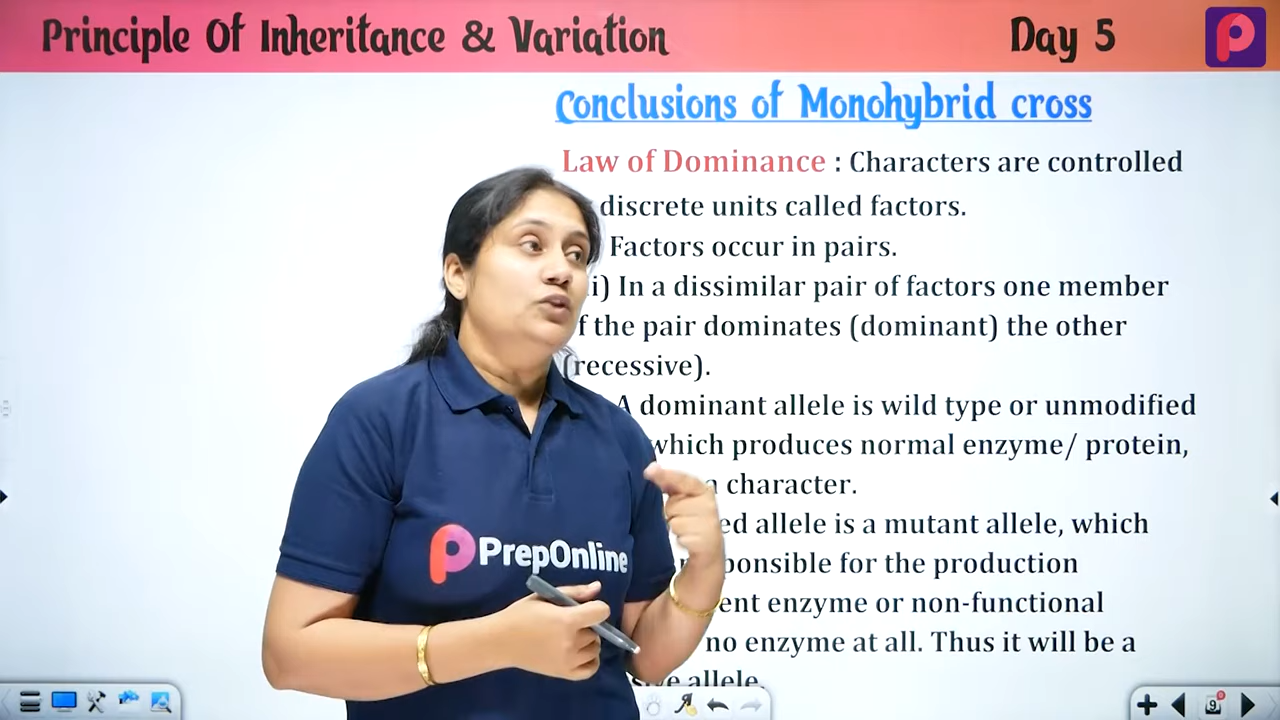 Principle Of Inheritance & Variation
Day 5
Conclusions of Monohybrid cross
Law of Dominance : Characters are controlled
discrete units called factors.
Factors occur in pairs.
i) In a dissimilar pair of factors one member
f the pair dominates (dominant) the other
(recessive).
A dominant allele is wild type or unmodified
which produces normal enzyme/ protein,
a character.
ed allele is a mutant allele, which
ponsible for the production
ent enzyme or non-functional
no enzyme at all. Thus it will be a
allele.
PrepOnline
9